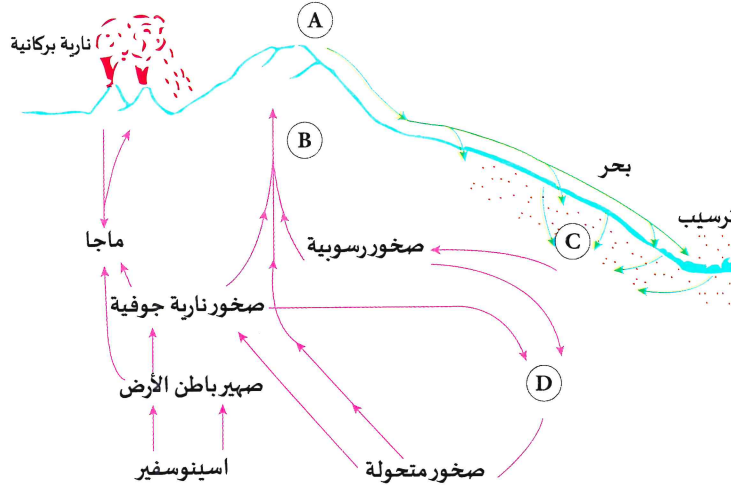 A
نارية بركانية
B
بحر
ترسيب
ماجا
صخور رسوبية
C
صخور نارية جوفية
صهير باطن الأرض
D
اسينوسفير
صخور متحولة